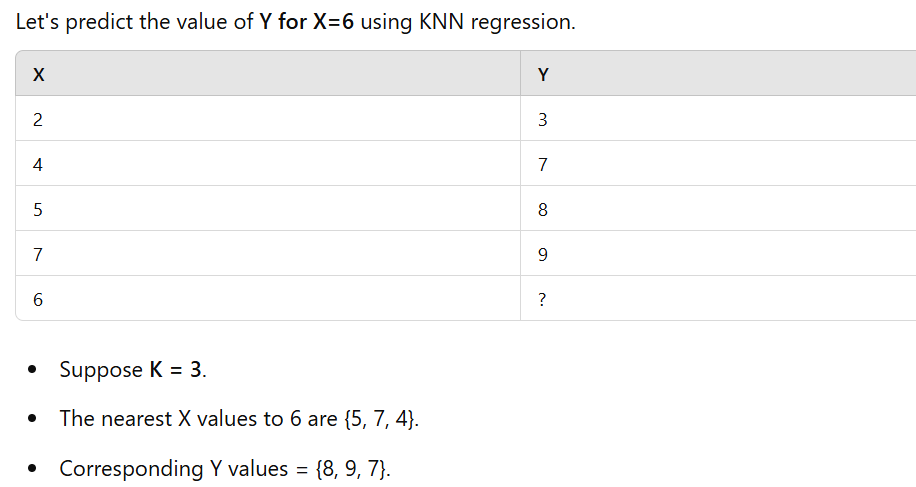 Let's predict the value of Y for X=6 using KNN regression.
X Y
2 3
4 7
5 8
7 9
6 ?
Suppose K = 3.
The nearest X values to 6 are {5, 7, 4}.
Corresponding Y values = {8, 9, 7}.